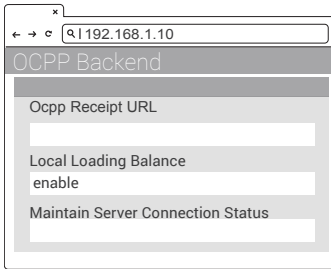 192.168.1.10
OCPP Backend
Ocpp Receipt URL
Local Loading Balance
enable
Maintain Server Connection Status